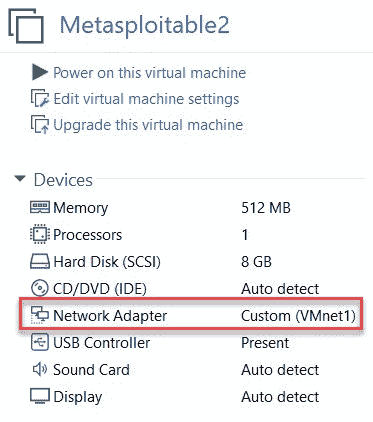 Metasploitable2
Power on this virtual machine
Edit virtual machine settings
Upgrade this virtual machine
Devices
Memory 512 MB
Processors 1
Hard Disk (SCSI) 8 GB
CD/DVD (IDE) Auto detect
Network Adapter Custom (VMnet1)
USB Controller Present
Sound Card Auto detect
Display Auto detect